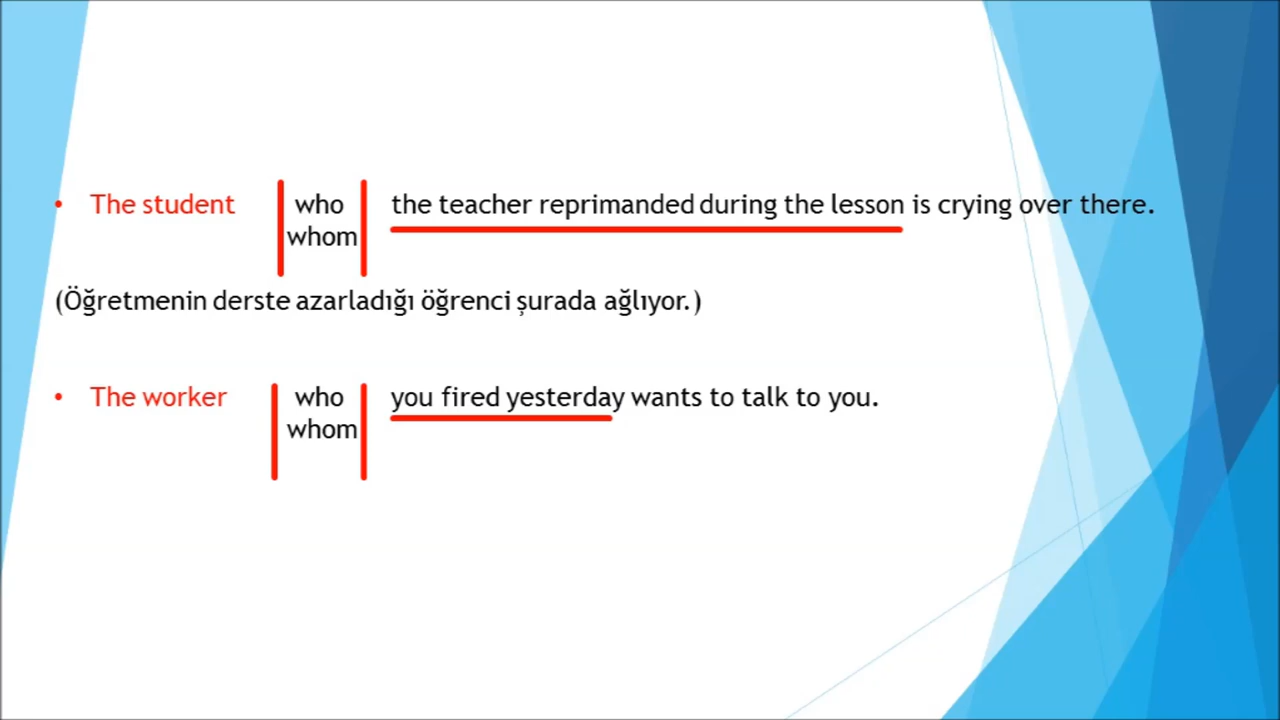 • The student who the teacher reprimanded during the lesson is crying over there.
whom
(Öğretmenin derste azarladığı öğrenci şurada ağlıyor.)
• The worker who you fired yesterday wants to talk to you.
whom